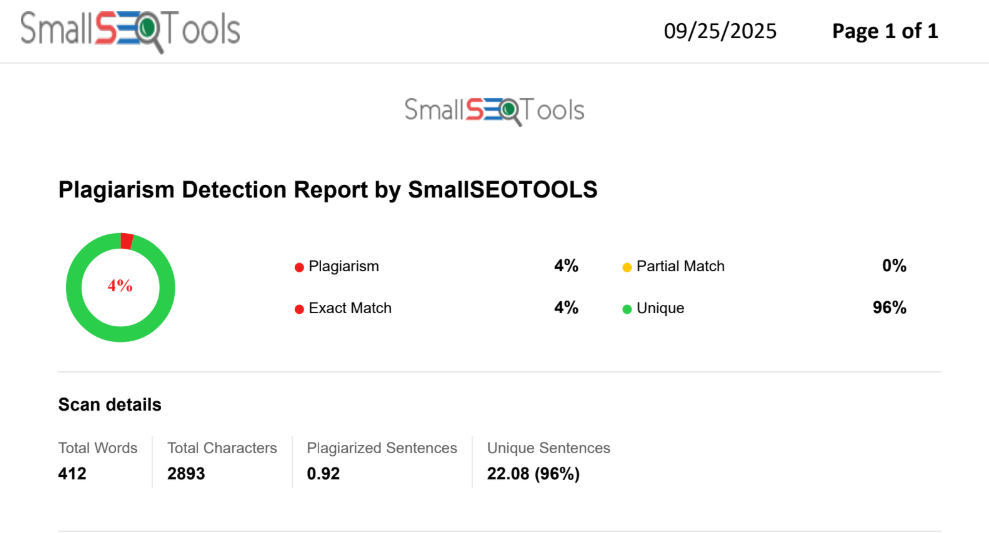 SmallSEOTools 09/25/2025 Page 1 of 1
SmallSEOTools
Plagiarism Detection Report by SmallSEOTOOLS
4%
Plagiarism 4% Partial Match 0%
Exact Match 4% Unique 96%
Scan details
Total Words Total Characters Plagiarized Sentences Unique Sentences
412 2893 0.92 22.08 (96%)